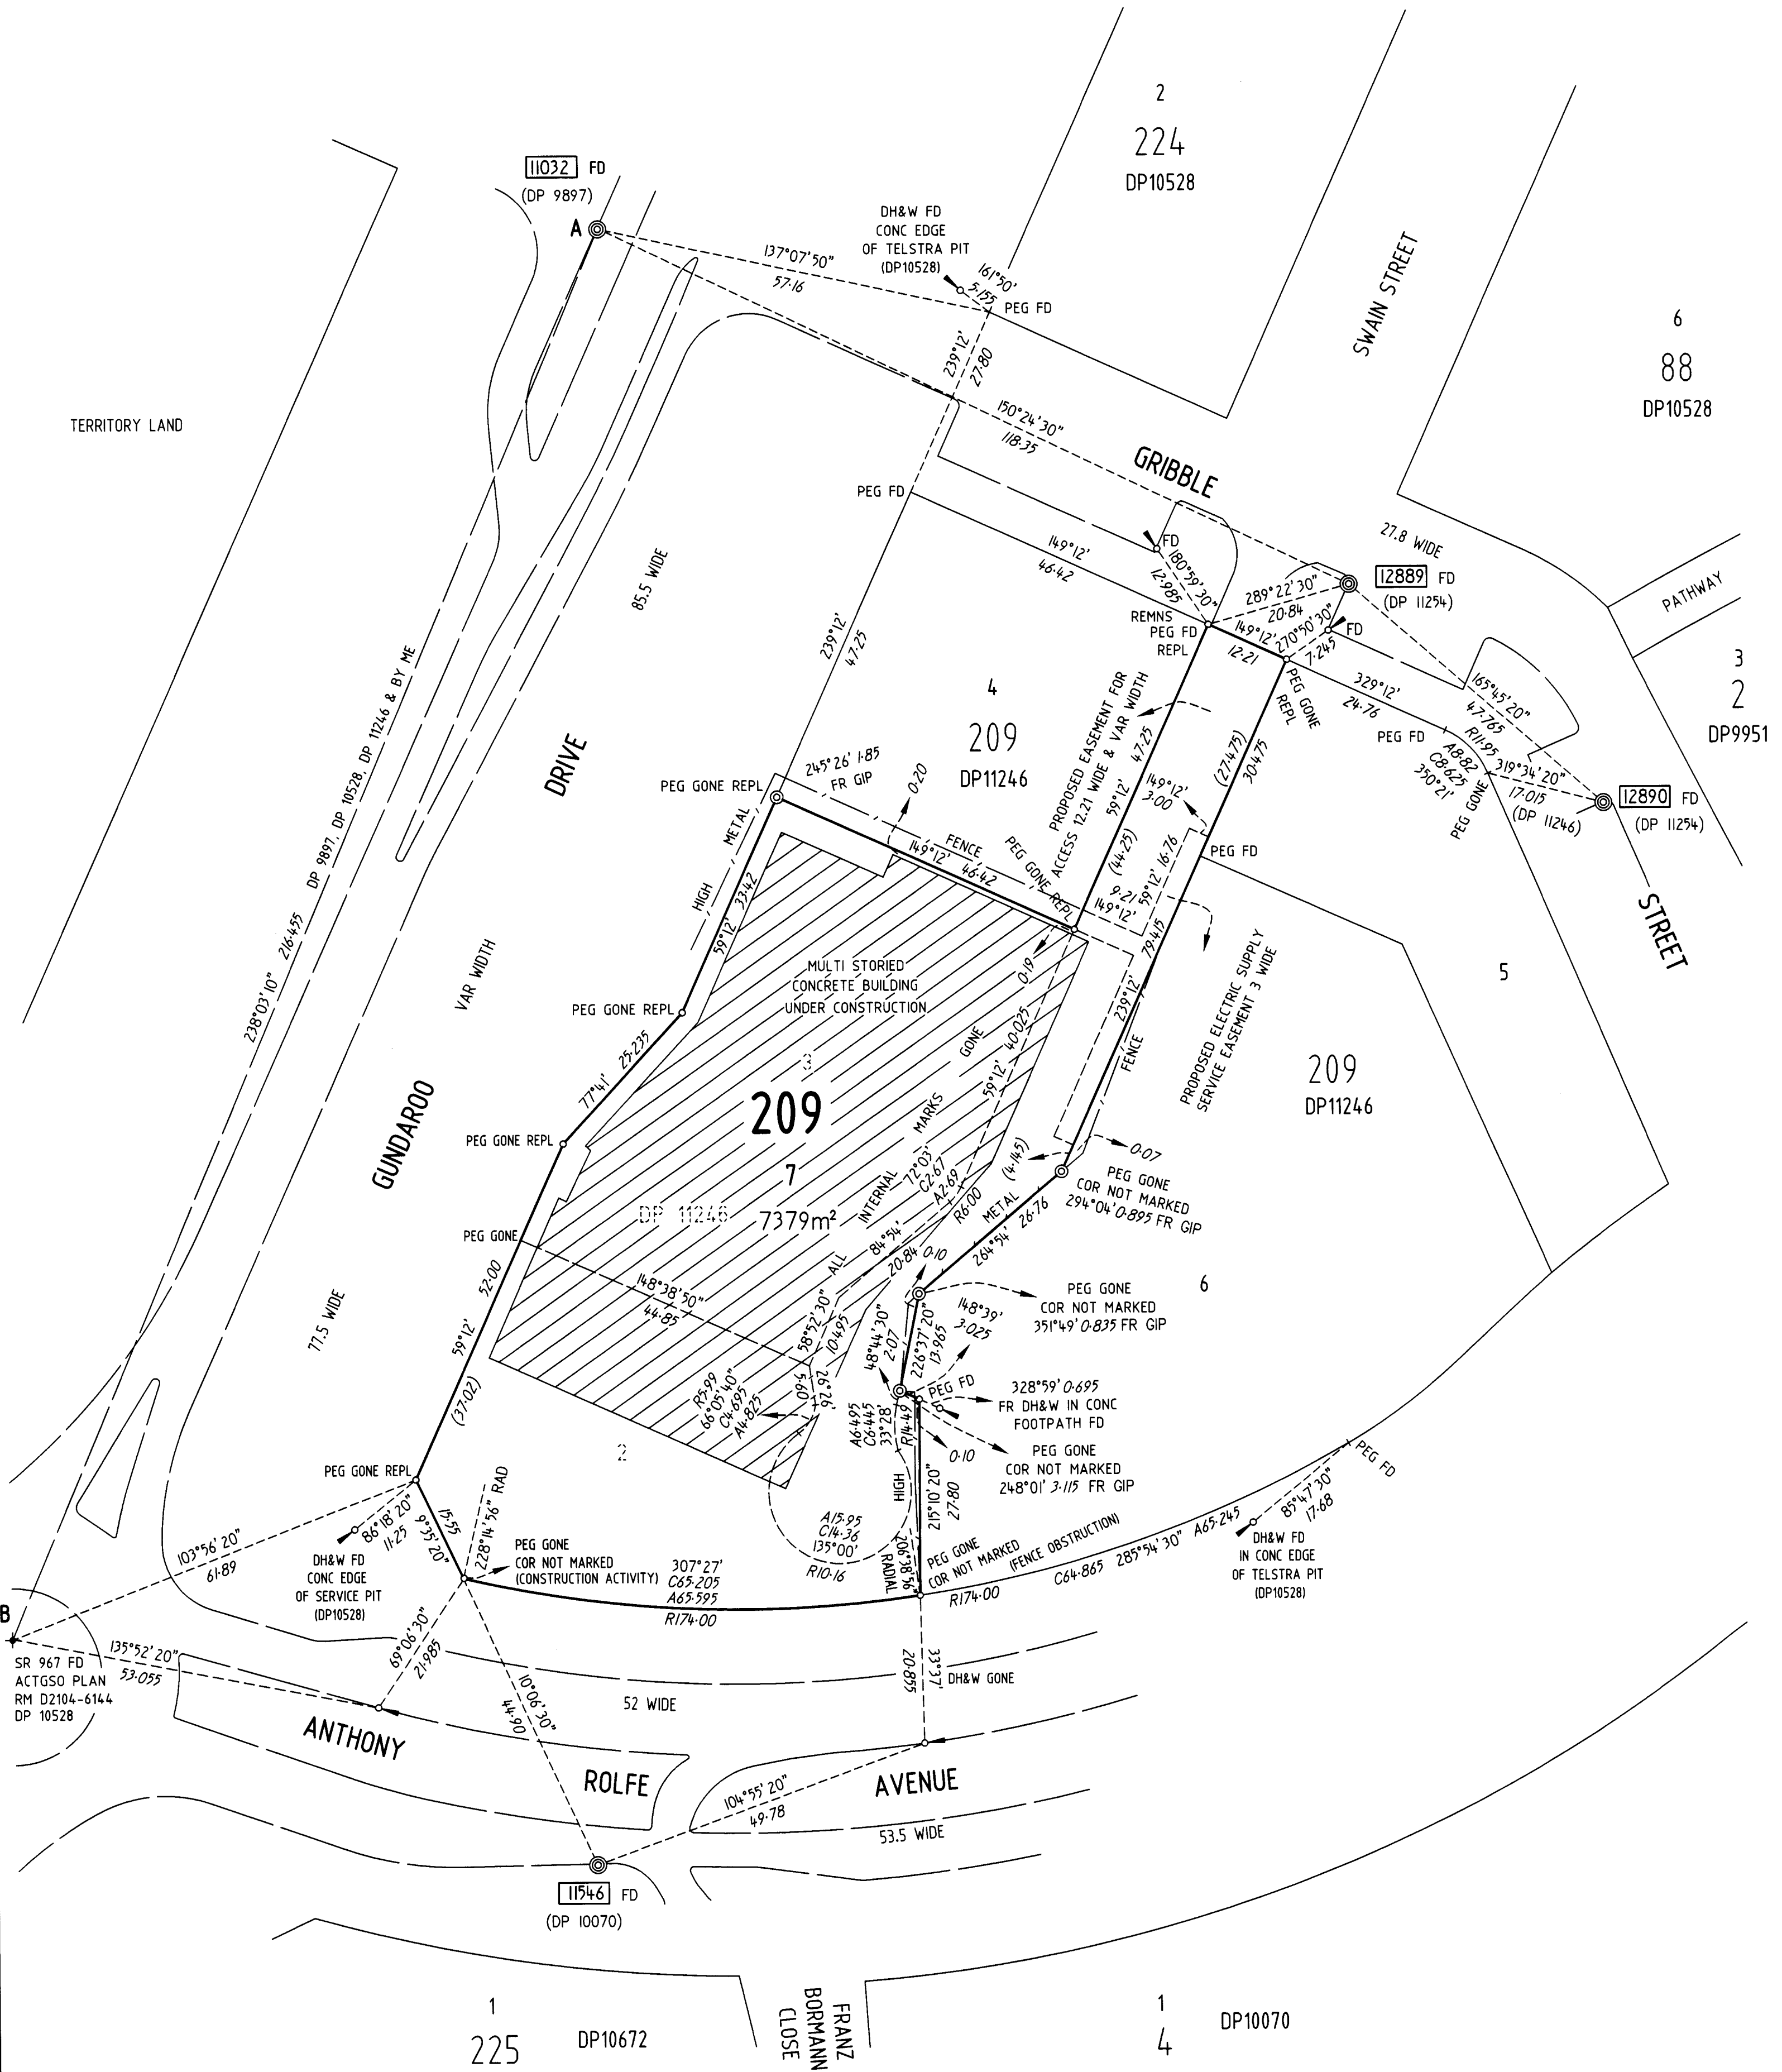 2
224
DP10528
11032 FD
(DP 9897)
A
137°07'50"
57·16
DH&W FD
CONC EDGE
OF TELSTRA PIT
(DP10528)
161°50'
5·155
PEG FD
SWAIN STREET
6
88
DP10528
TERRITORY LAND
239°12'
27·80
150°24'30"
118·35
GRIBBLE
STREET
27.8 WIDE
PATHWAY
3
2
DP9951
PEG FD
149°12'
46·42
FD
180°59'30"
12·985
289°22'30"
20·84
12889 FD
(DP 11254)
REMNS
PEG FD
REPL
149°12'
12·21
270°50'30"
7·245
FD
PEG GONE
REPL
329°12'
24·76
PEG FD
165°45'20"
47·765
R11·95
A8·82
C8·625
350°21'
PEG GONE
319°34'20"
17·015
(DP 11246)
12890 FD
(DP 11254)
85.5 WIDE
239°12'
47·25
238°03'10" 216·455 DP 9897, DP 10528, DP 11246 & BY ME
GUNDAROO
DRIVE
VAR WIDTH
77.5 WIDE
4
209
DP11246
PROPOSED EASEMENT FOR
ACCESS 12.21 WIDE & VAR WIDTH
59°12' 47·25
(44·25)
(27·475)
30·475
149°12'
3·00
59°12' 16·76
9·21
149°12'
PEG FD
79·415
239°12'
245°26' 1·85
FR GIP
PEG GONE REPL
0·20
HIGH METAL FENCE
149°12'
46·42
PEG GONE REPL
59°12' 33·42
0·19
MULTI STORIED
CONCRETE BUILDING
UNDER CONSTRUCTION
PEG GONE REPL
77°41' 25·235
PEG GONE REPL
3
209
7
DP 11246
7379m²
ALL INTERNAL MARKS GONE
59°12' 40·025
72°03'
C2·67
A2·69
R6·00
84°54'
20·84
FENCE
PROPOSED ELECTRIC SUPPLY
SERVICE EASEMENT 3 WIDE
5
209
DP11246
6
0·07
(4·145)
PEG GONE
COR NOT MARKED
294°04' 0·895 FR GIP
METAL
264°54' 26·76
0·10
PEG GONE
COR NOT MARKED
351°49' 0·835 FR GIP
PEG GONE
52·00
59°12'
(37·02)
148°38'50"
44·85
58°52'30"
10·495
26°26'
5·60
R5·99
66°05'40"
C4·695
A4·825
48°44'30"
2·07
226°37'20"
13·965
148°39'
3·025
PEG FD
328°59' 0·695
FR DH&W IN CONC
FOOTPATH FD
A6·495
C6·445
33°28'
R14·49
0·10
PEG GONE
COR NOT MARKED
248°01' 3·115 FR GIP
HIGH
2
215°10'20"
27·80
A15·95
C14·36
135°00'
R10·16
206°38'56"
RADIAL
PEG GONE
COR NOT MARKED
(FENCE OBSTRUCTION)
R174·00
C64·865 285°54'30" A65·245
PEG FD
85°47'30"
17·68
DH&W FD
IN CONC EDGE
OF TELSTRA PIT
(DP10528)
PEG GONE REPL
86°18'20"
11·25
15·55
9°35'20"
228°14'56" RAD
103°56'20"
61·89
DH&W FD
CONC EDGE
OF SERVICE PIT
(DP10528)
PEG GONE
COR NOT MARKED
(CONSTRUCTION ACTIVITY)
307°27'
C65·205
A65·595
R174·00
B
SR 967 FD
ACTGSO PLAN
RM D2104-6144
DP 10528
135°52'20"
53·055
69°06'30"
21·985
10°06'30"
44·90
33°37'
20·855
DH&W GONE
52 WIDE
ANTHONY
ROLFE
AVENUE
104°55'20"
49·78
53.5 WIDE
11546 FD
(DP 10070)
1
225
DP10672
FRANZ
BORMANN
CLOSE
1
4
DP10070